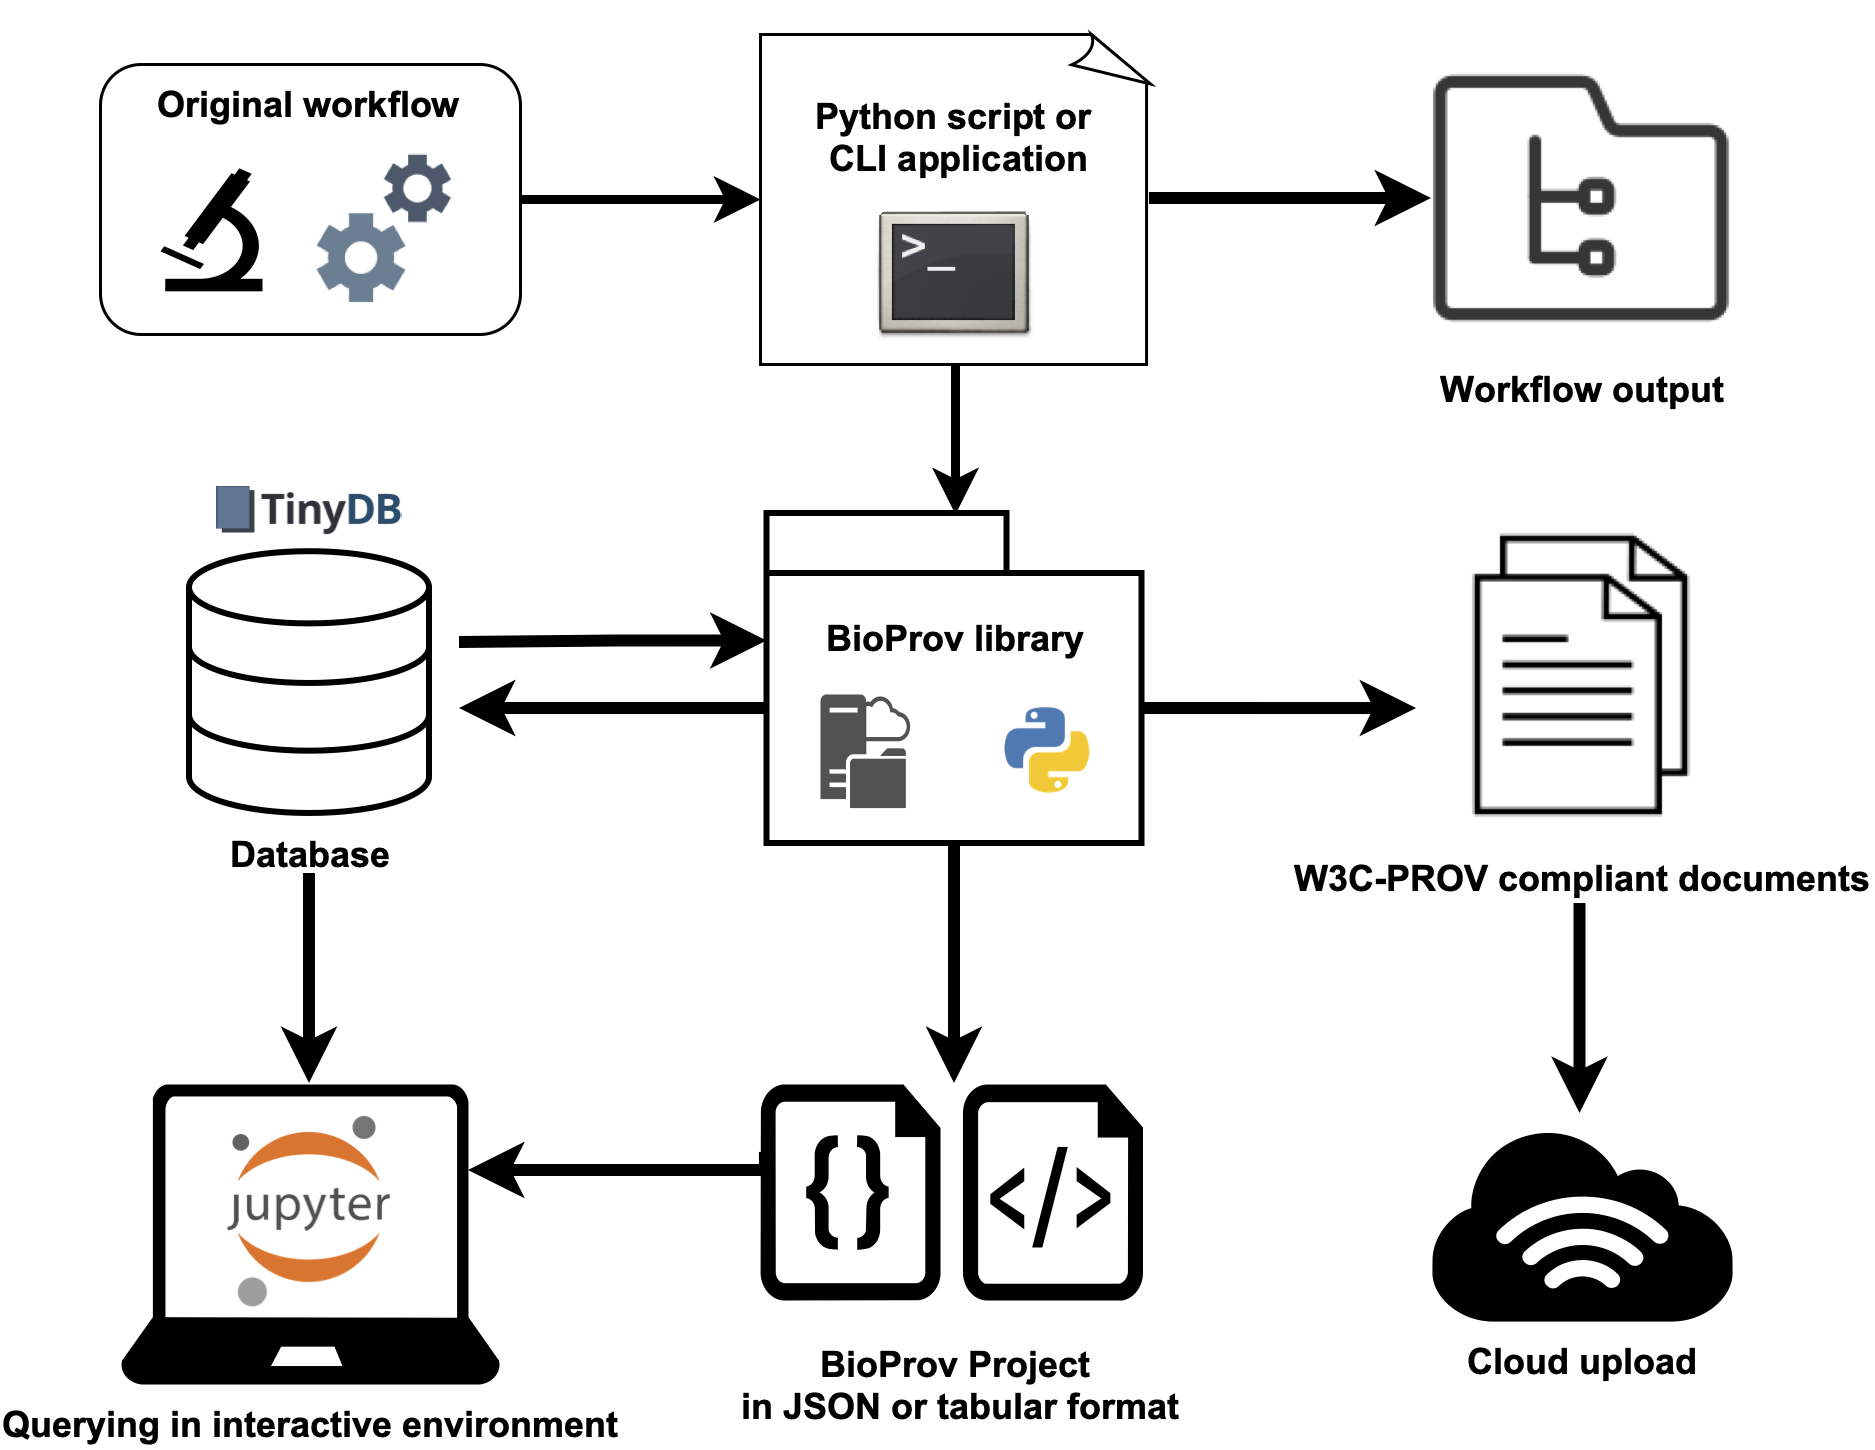 Original workflow
Python script or
CLI application
>_
Workflow output
TinyDB
Database
BioProv library
W3C-PROV compliant documents
jupyter
Querying in interactive environment
{}
</>
BioProv Project
in JSON or tabular format
Cloud upload